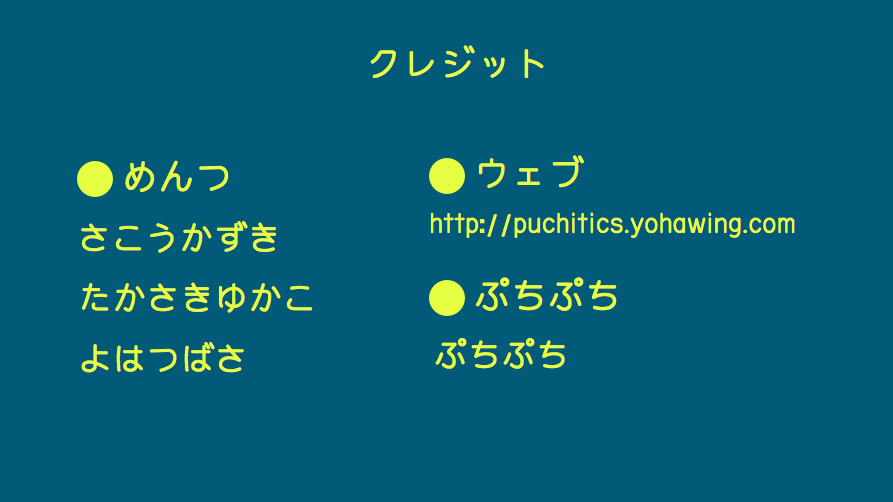 クレジット
●めんつ
さこうかずき
たかさきゆかこ
よはつばさ
●ウェブ
http://puchitics.yohawing.com
●ぷちぷち
ぷちぷち